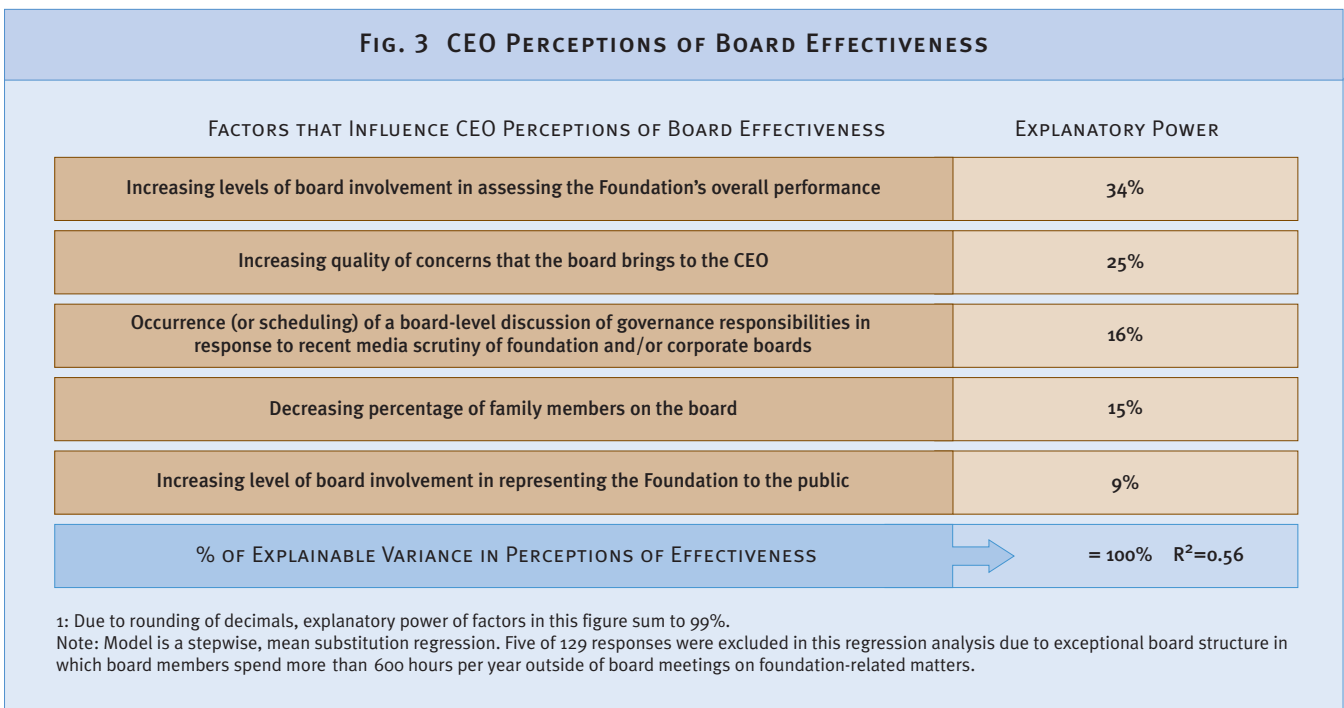 Fig. 3 CEO Perceptions of Board Effectiveness
Factors that Influence CEO Perceptions of Board Effectiveness Explanatory Power
Increasing levels of board involvement in assessing the Foundation's overall performance 34%
Increasing quality of concerns that the board brings to the CEO 25%
Occurrence (or scheduling) of a board-level discussion of governance responsibilities in
response to recent media scrutiny of foundation and/or corporate boards 16%
Decreasing percentage of family members on the board 15%
Increasing level of board involvement in representing the Foundation to the public 9%
% of Explainable Variance in Perceptions of Effectiveness = 100% R²=0.56
1: Due to rounding of decimals, explanatory power of factors in this figure sum to 99%.
Note: Model is a stepwise, mean substitution regression. Five of 129 responses were excluded in this regression analysis due to exceptional board structure in
which board members spend more than 600 hours per year outside of board meetings on foundation-related matters.